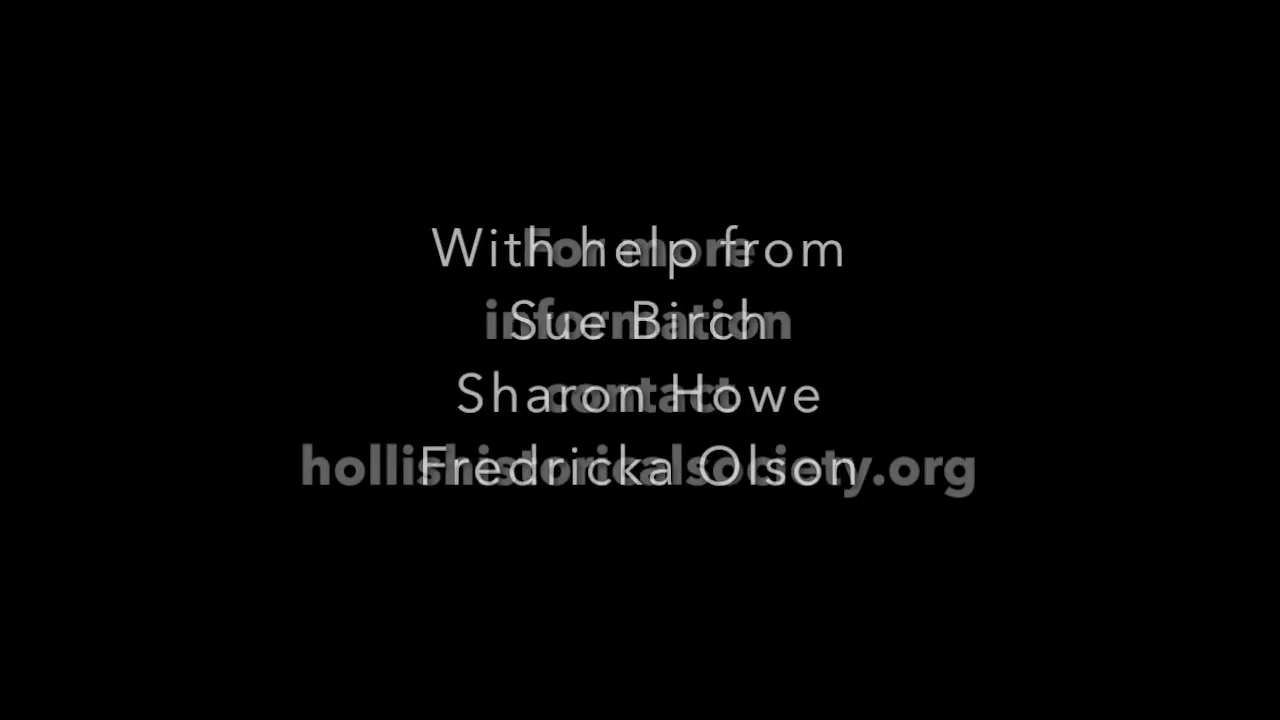 With help from
Sue Birch
Sharon Howe
Fredricka Olson
For more
information
contact
hollishistoricalsociety.org